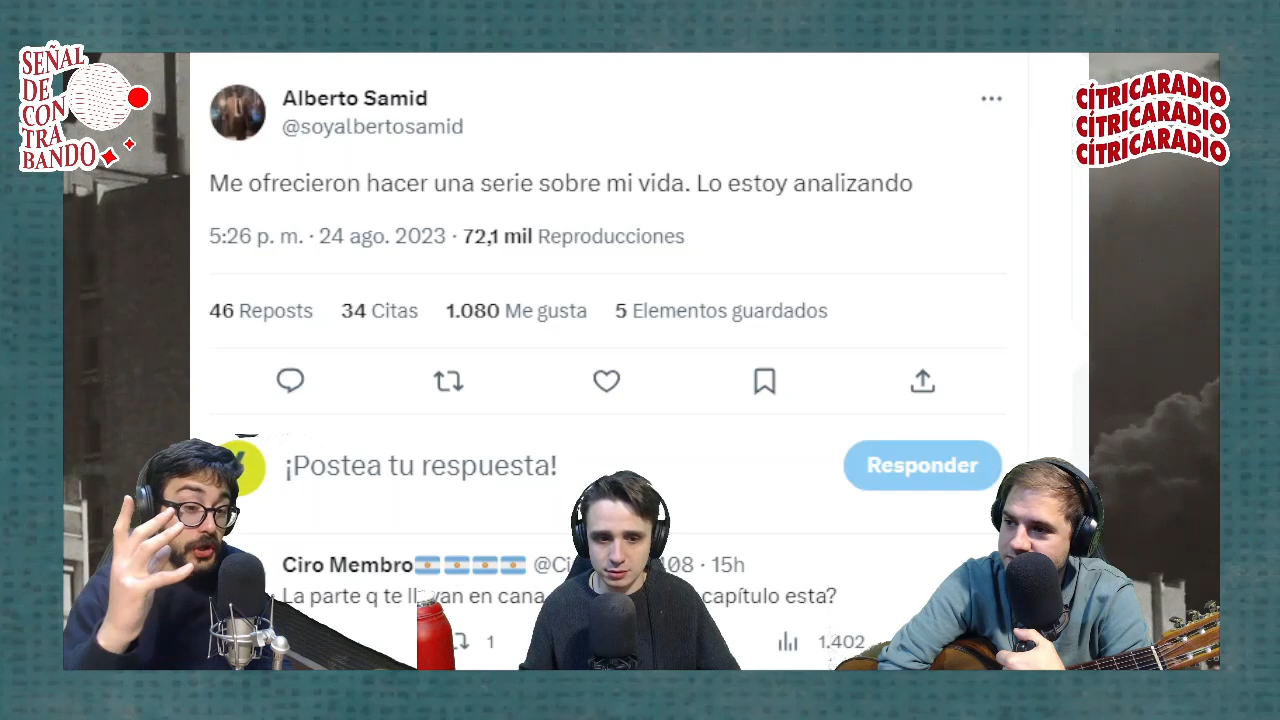 SEÑAL
DE
CON
TRA
BANDO
CÍTRICARADIO
CÍTRICARADIO
CÍTRICARADIO
Alberto Samid
@soyalbertosamid
Me ofrecieron hacer una serie sobre mi vida. Lo estoy analizando
5:26 p. m. · 24 ago. 2023 · 72,1 mil Reproducciones
46 Reposts 34 Citas 1.080 Me gusta 5 Elementos guardados
¡Postea tu respuesta!
Responder
Ciro Membro · 15h
La parte q te en cana capítulo esta?
1 1.402